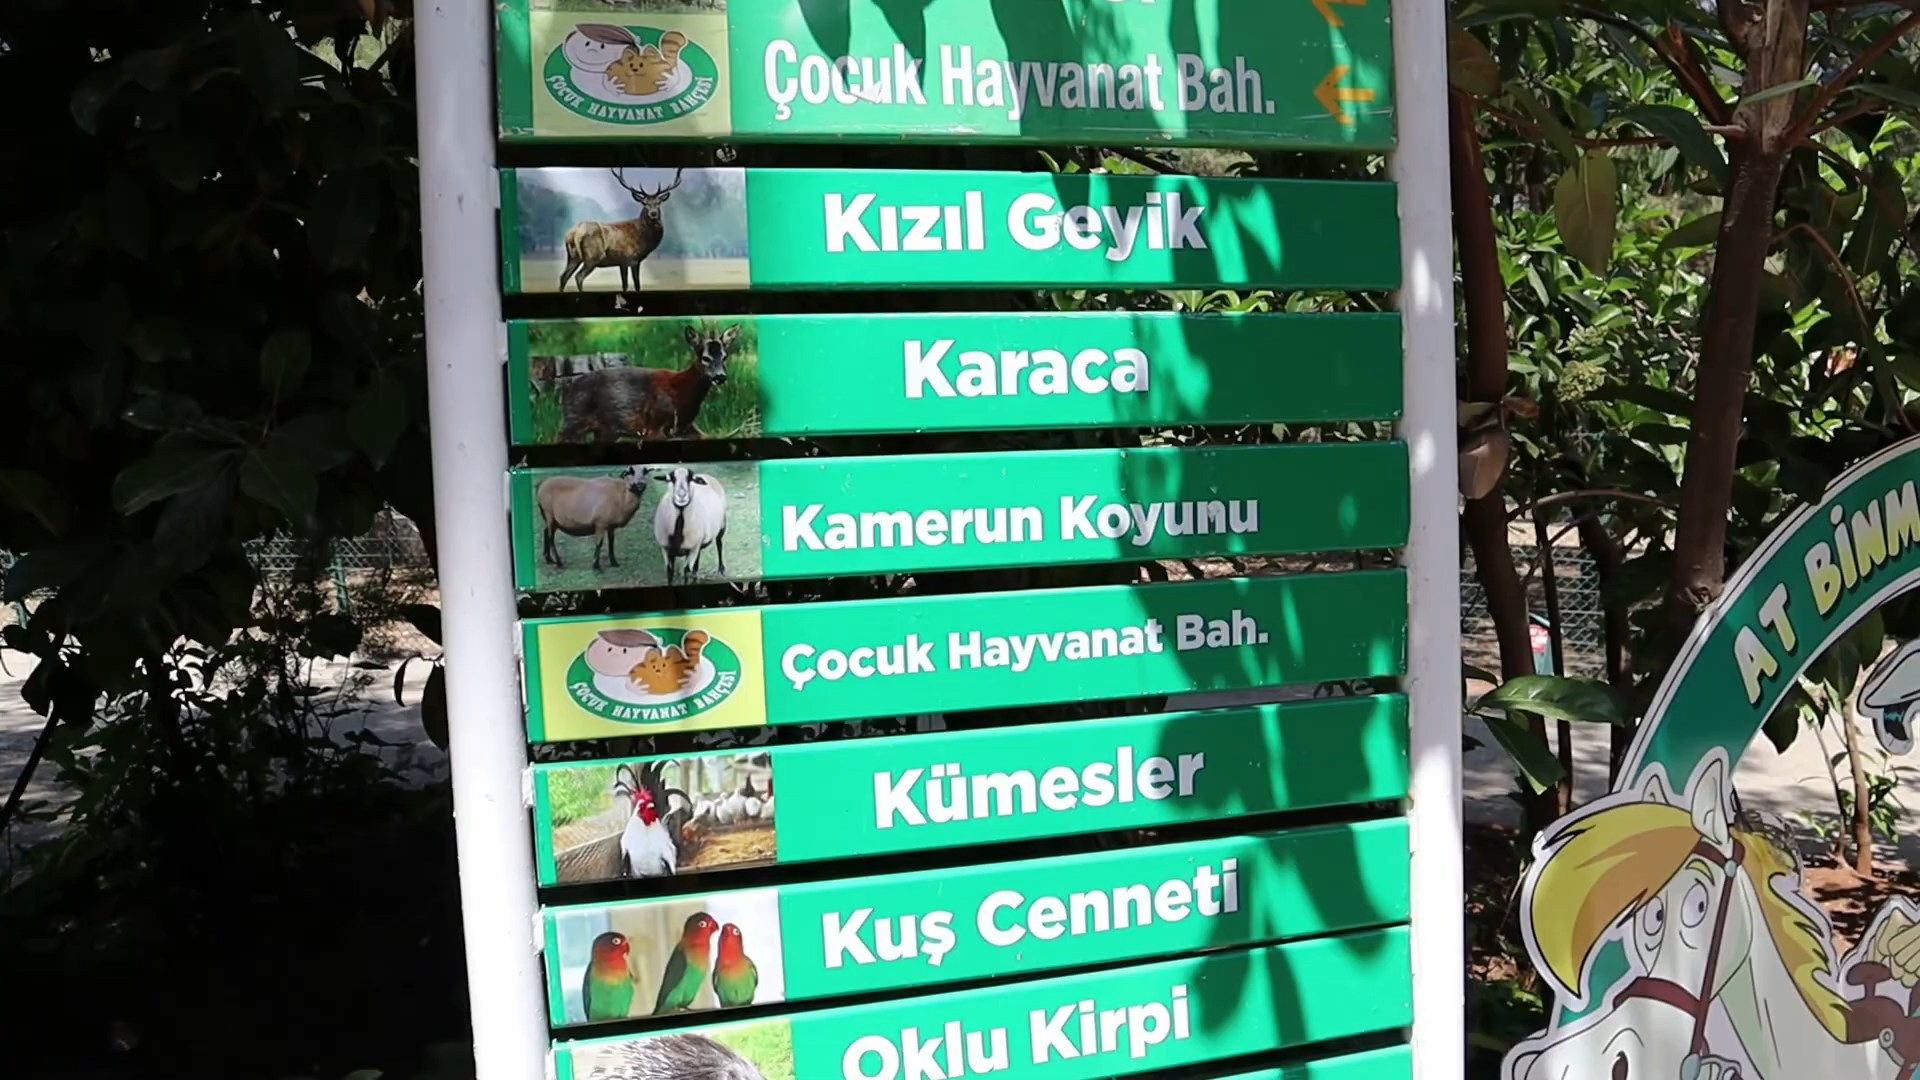 Çocuk Hayvanat Bah.
ÇOCUK HAYVANAT BAHÇESİ
Kızıl Geyik
Karaca
Kamerun Koyunu
Çocuk Hayvanat Bah.
ÇOCUK HAYVANAT BAHÇESİ
Kümesler
Kuş Cenneti
Oklu Kirpi
AT BİNM